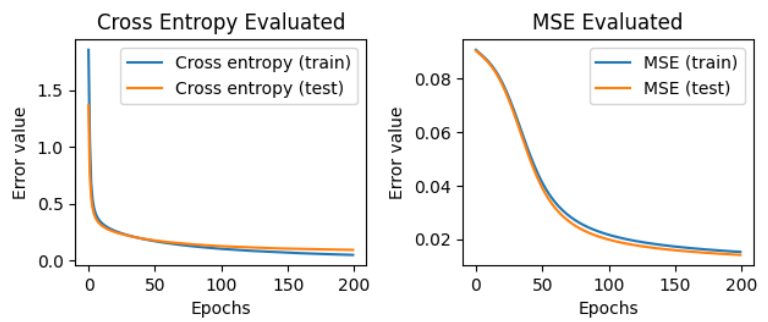 Cross Entropy Evaluated
Cross entropy (train)
Cross entropy (test)
Error value
1.5
1.0
0.5
0.0
0
50
100
150
200
Epochs
MSE Evaluated
MSE (train)
MSE (test)
Error value
0.08
0.06
0.04
0.02
0
50
100
150
200
Epochs